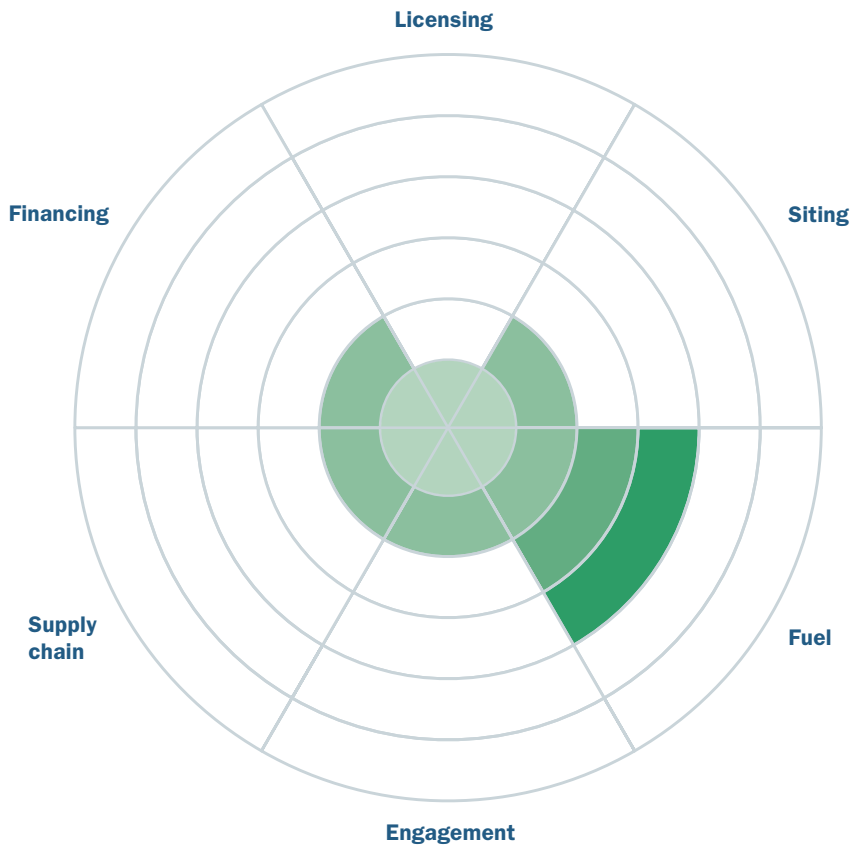 Licensing
Financing
Siting
Supply
chain
Fuel
Engagement